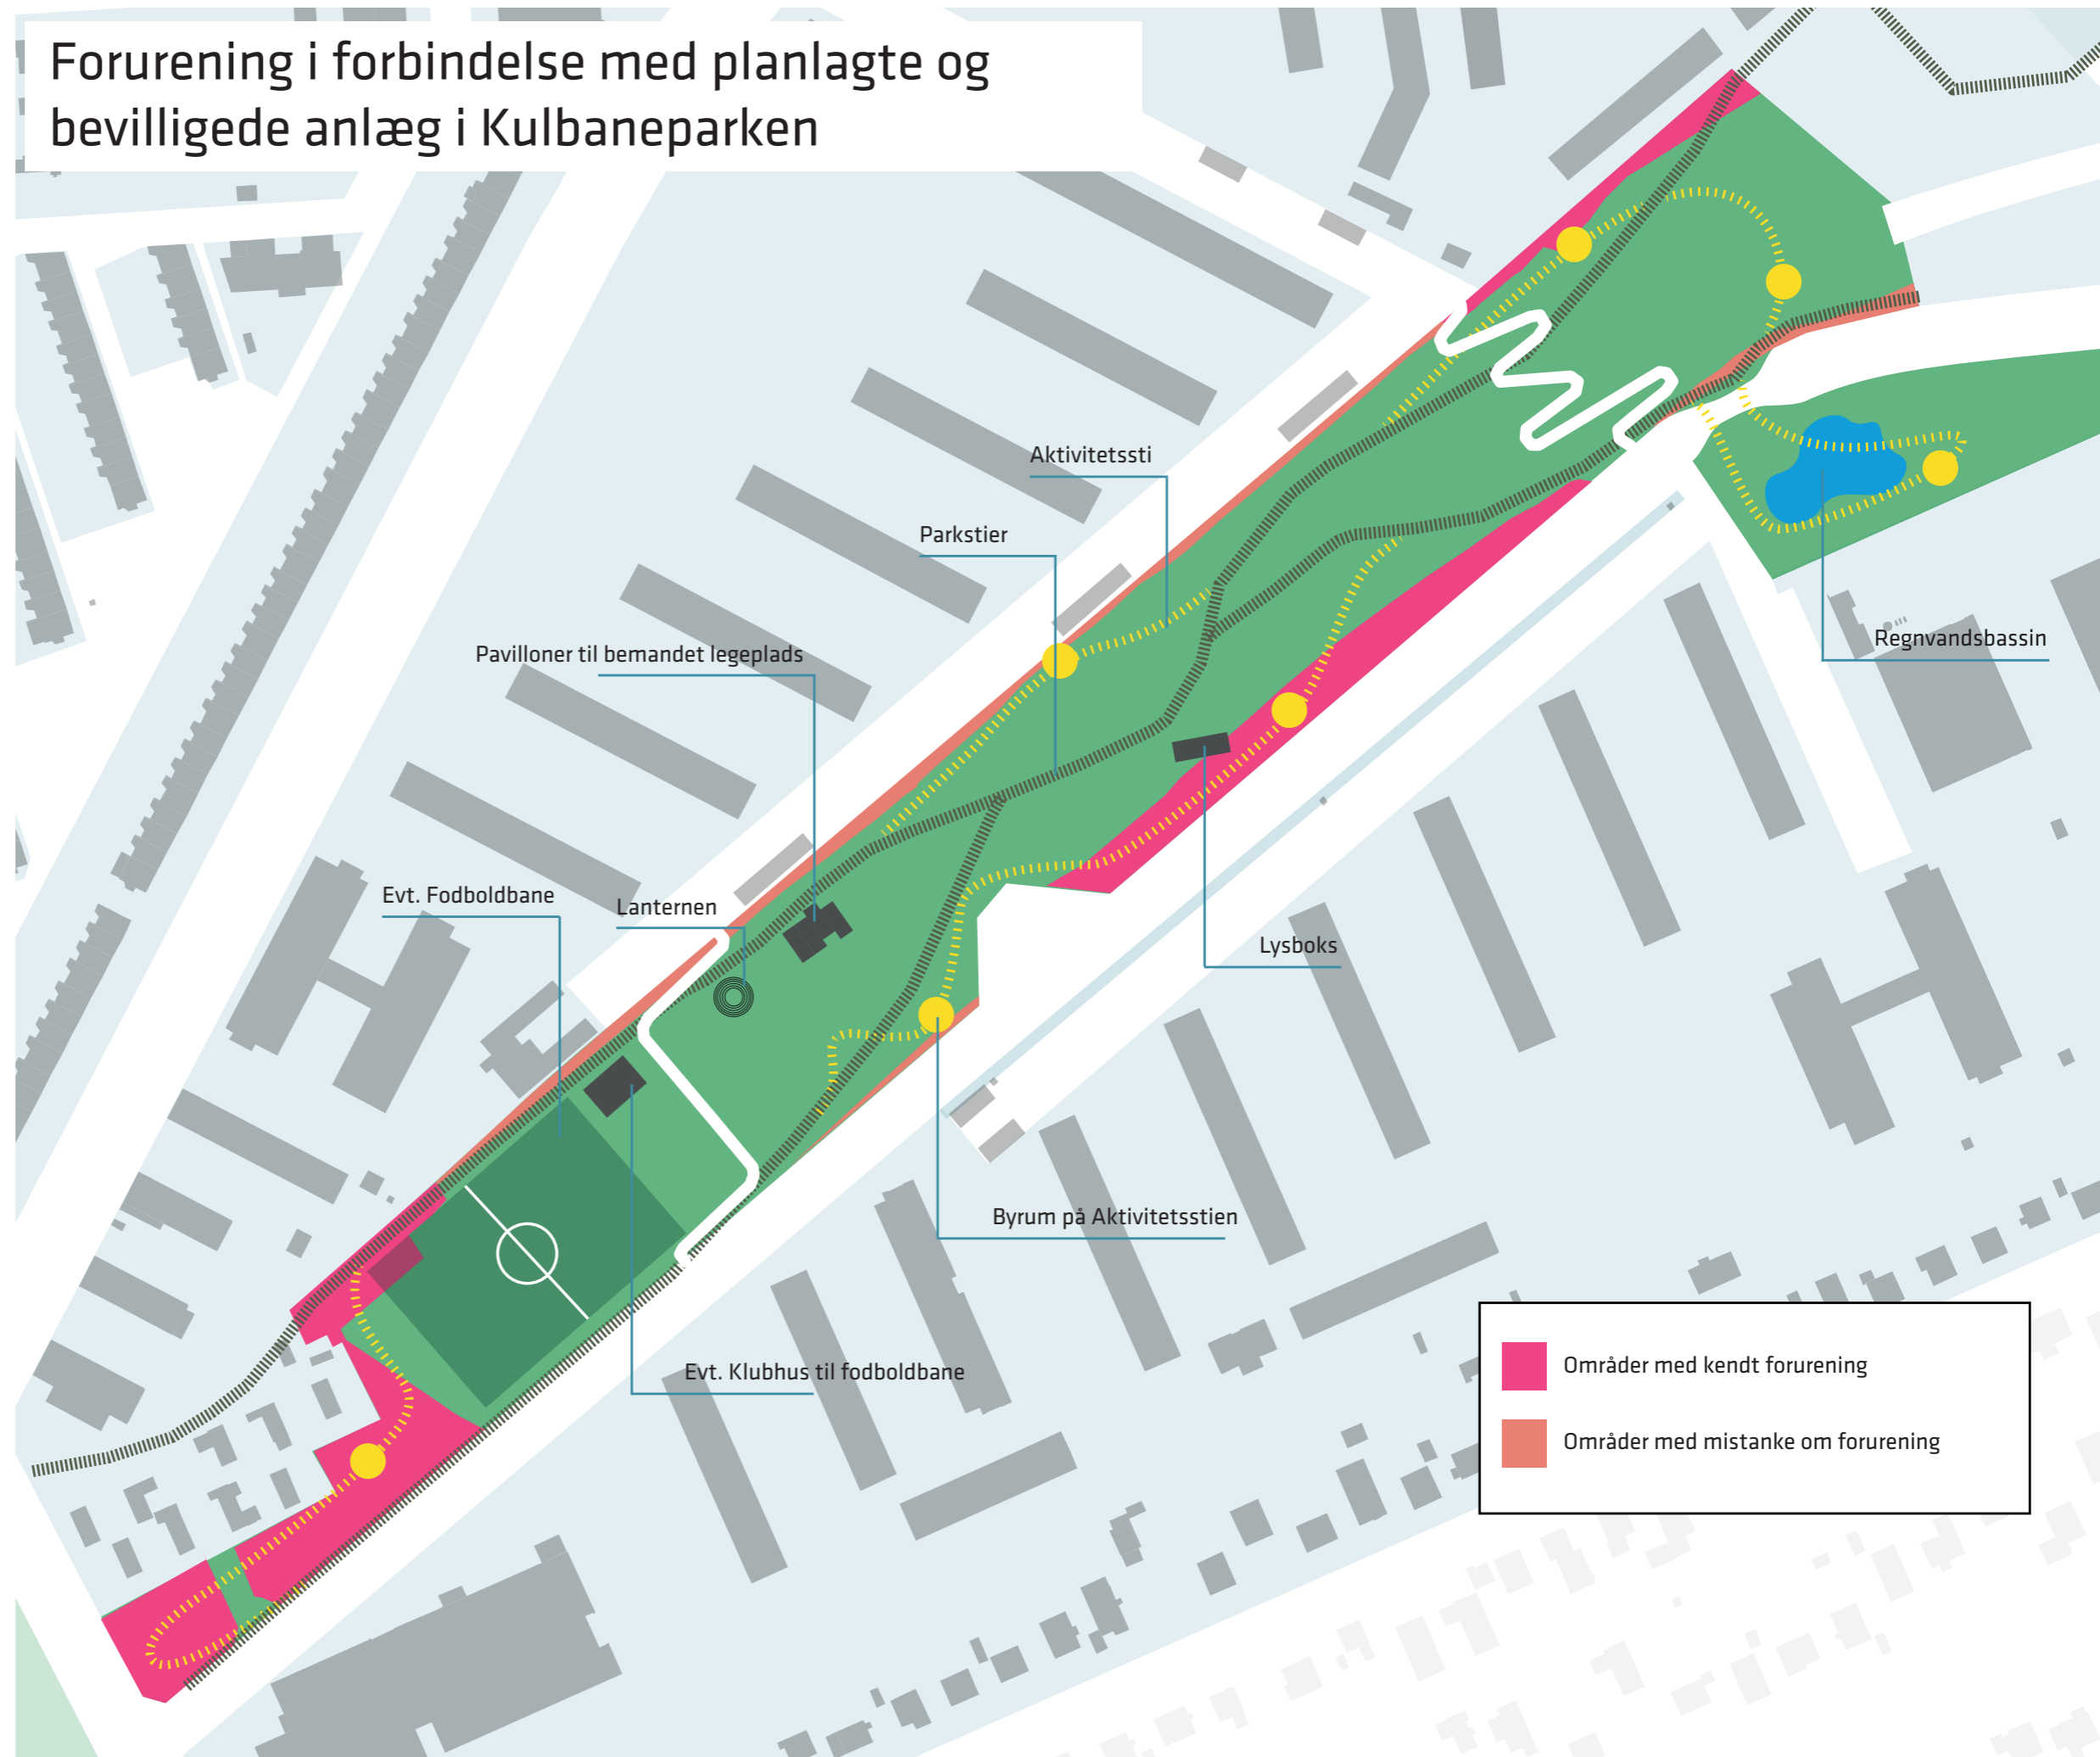 Forurening i forbindelse med planlagte og
bevilligede anlæg i Kulbaneparken
Aktivitetssti
Parkstier
Pavilloner til bemandet legeplads
Regnvandsbassin
Evt. Fodboldbane
Lanternen
Lysboks
Byrum på Aktivitetsstien
Evt. Klubhus til fodboldbane
Områder med kendt forurening
Områder med mistanke om forurening